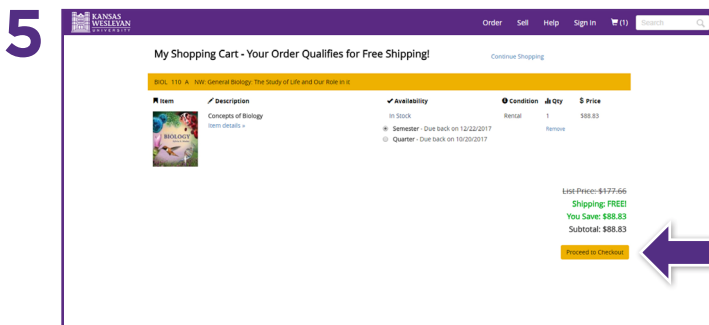 5
KANSAS
WESLEYAN
UNIVERSITY
Order Sell Help Sign In (1) Search
My Shopping Cart - Your Order Qualifies for Free Shipping!
Continue Shopping
BIOL 110 A NW: General Biology: The Study of Life and Our Role in it
Item Description Availability Condition Qty $ Price
Concepts of Biology In Stock Rental 1 $88.83
Item details »
Semester - Due back on 12/22/2017 Remove
Quarter - Due back on 10/20/2017
BIOLOGY
List Price: $177.66
Shipping: FREE!
You Save: $88.83
Subtotal: $88.83
Proceed to Checkout